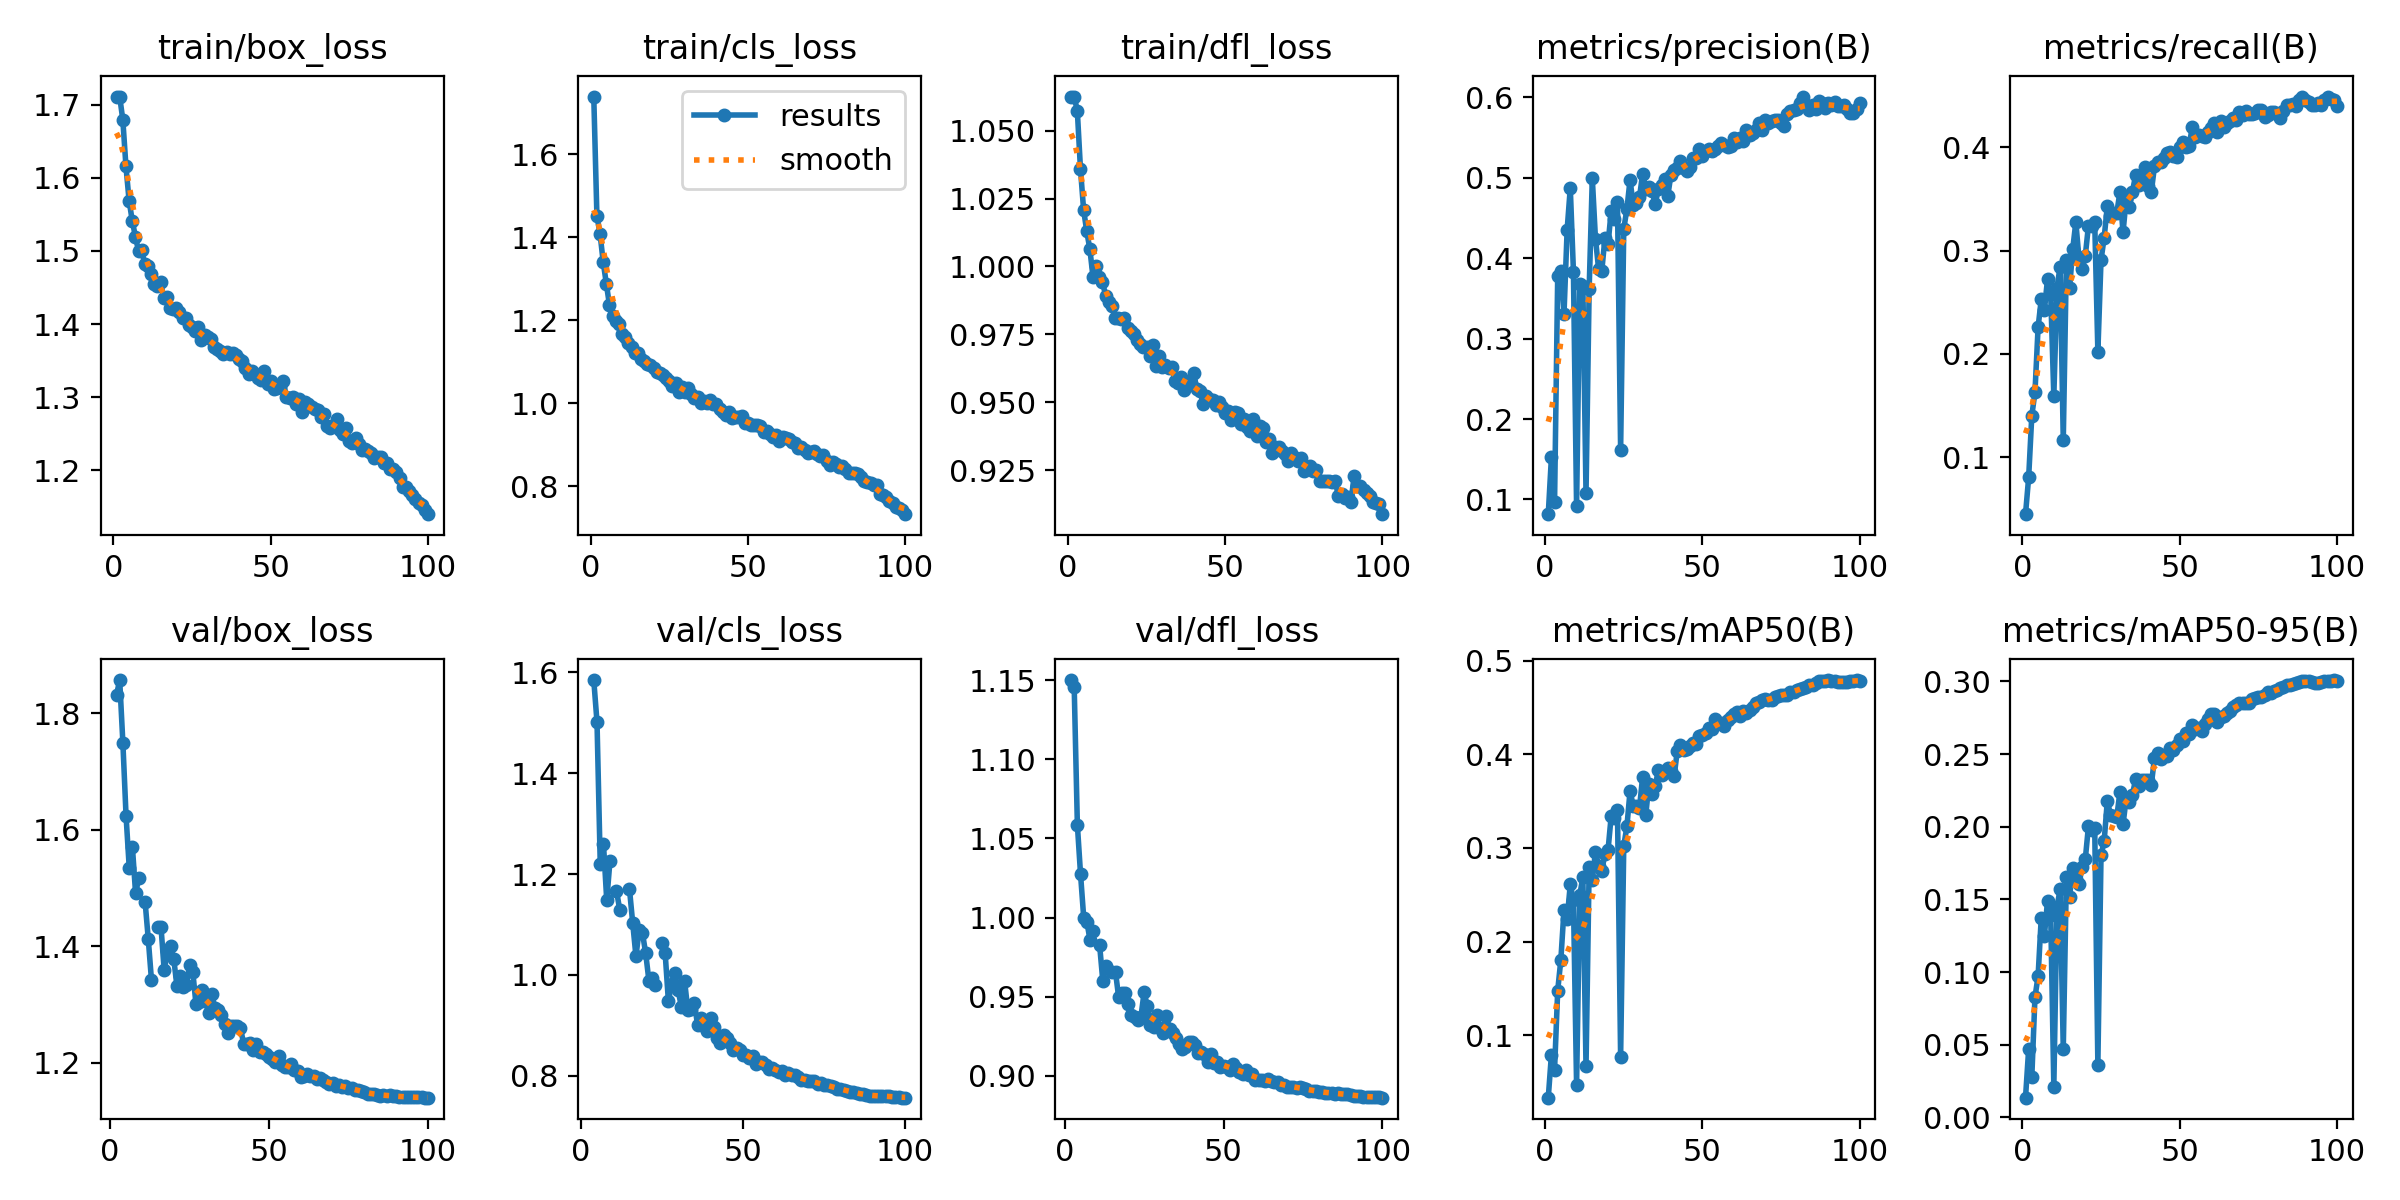 train/box_loss
1.7
1.6
1.5
1.4
1.3
1.2
0 50 100
train/cls_loss
results
smooth
1.6
1.4
1.2
1.0
0.8
0 50 100
train/dfl_loss
1.050
1.025
1.000
0.975
0.950
0.925
0 50 100
metrics/precision(B)
0.6
0.5
0.4
0.3
0.2
0.1
0 50 100
metrics/recall(B)
0.4
0.3
0.2
0.1
0 50 100
val/box_loss
1.8
1.6
1.4
1.2
0 50 100
val/cls_loss
1.6
1.4
1.2
1.0
0.8
0 50 100
val/dfl_loss
1.15
1.10
1.05
1.00
0.95
0.90
0 50 100
metrics/mAP50(B)
0.5
0.4
0.3
0.2
0.1
0 50 100
metrics/mAP50-95(B)
0.30
0.25
0.20
0.15
0.10
0.05
0.00
0 50 100